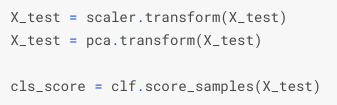 X_test = scaler.transform(X_test)
X_test = pca.transform(X_test)
cls_score = clf.score_samples(X_test)